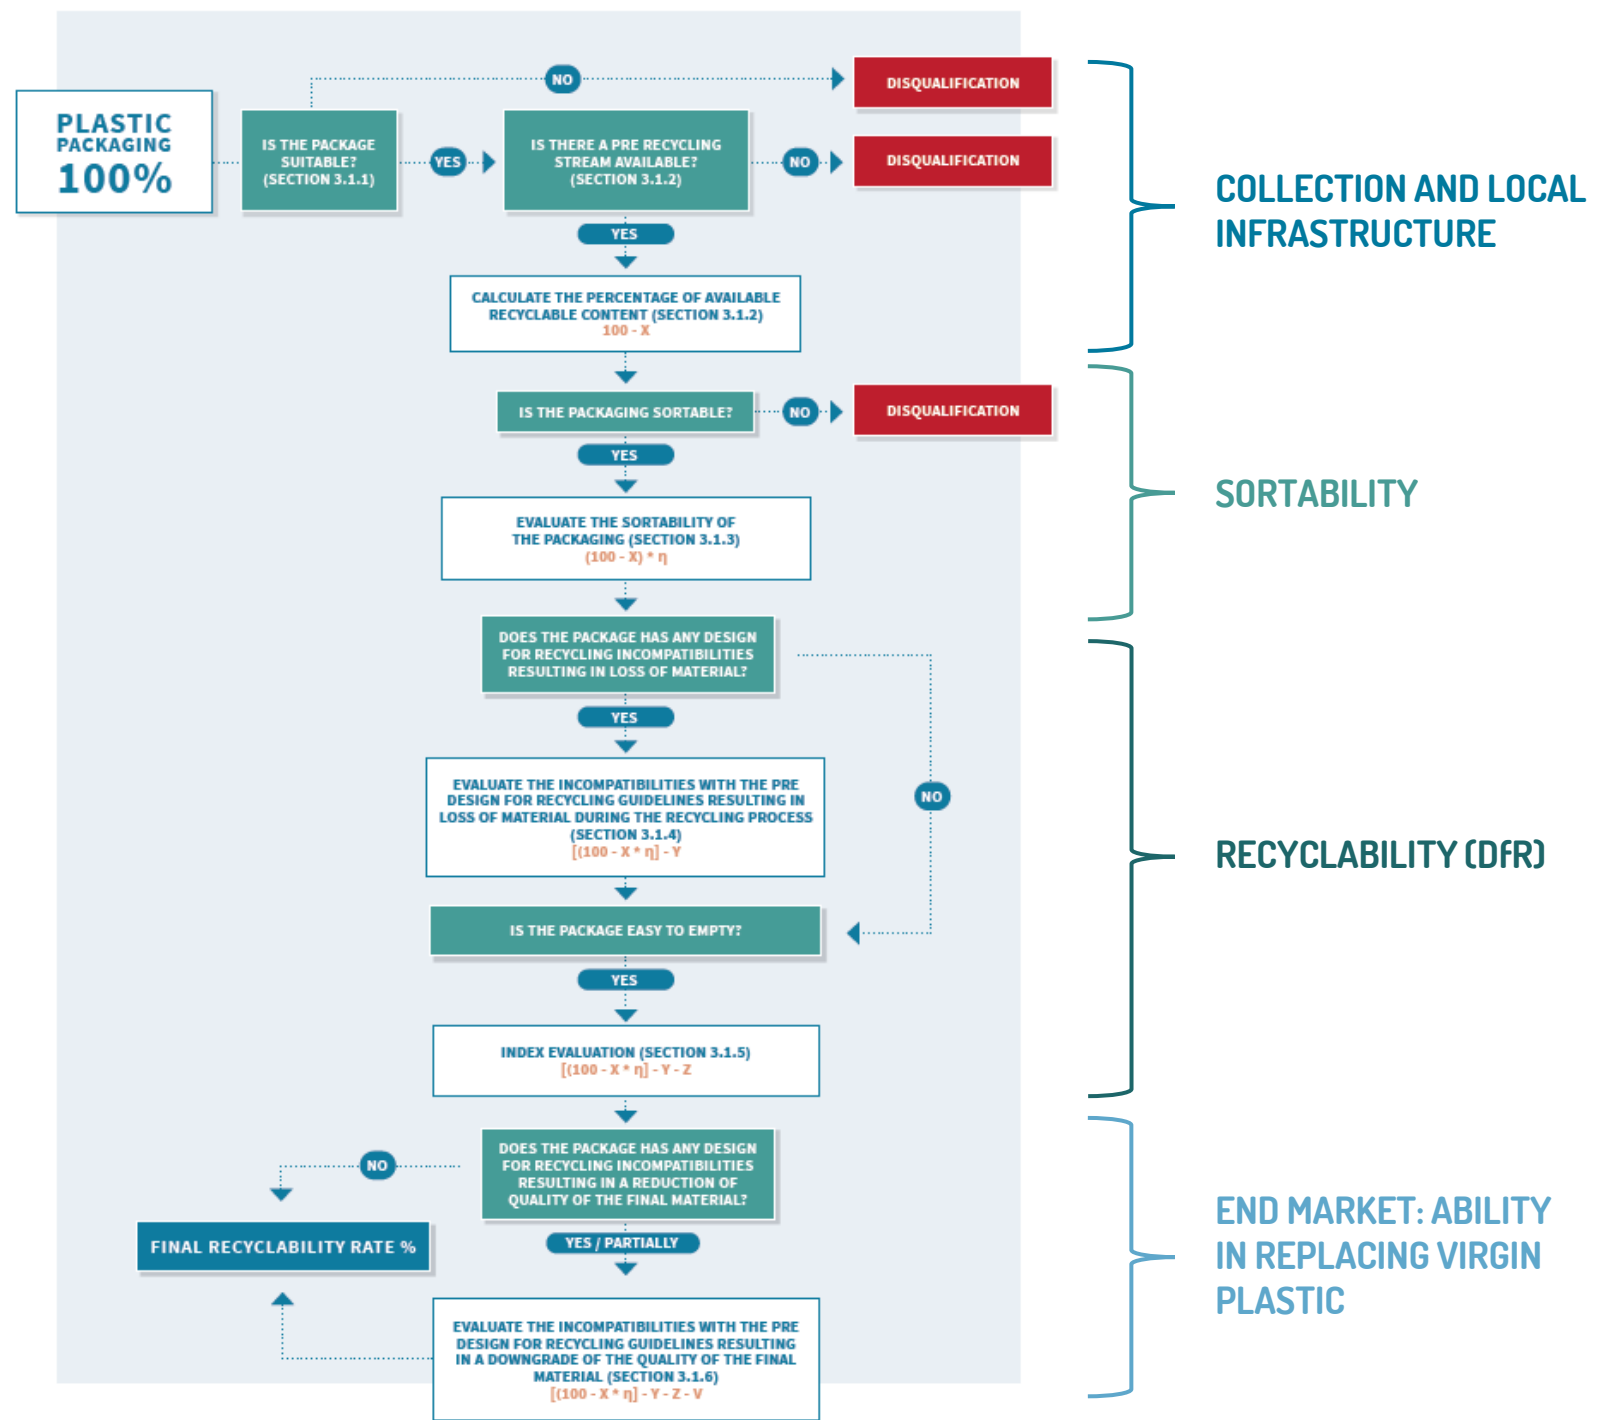 NO
DISQUALIFICATION
PLASTIC
PACKAGING
100%
IS THE PACKAGE
SUITABLE?
(SECTION 3.1.1)
YES
IS THERE A PRE RECYCLING
STREAM AVAILABLE?
(SECTION 3.1.2)
NO
DISQUALIFICATION
COLLECTION AND LOCAL
INFRASTRUCTURE
YES
CALCULATE THE PERCENTAGE OF AVAILABLE
RECYCLABLE CONTENT (SECTION 3.1.2)
100 - X
IS THE PACKAGING SORTABLE?
NO
DISQUALIFICATION
YES
SORTABILITY
EVALUATE THE SORTABILITY OF
THE PACKAGING (SECTION 3.1.3)
(100 - X) * η
DOES THE PACKAGE HAS ANY DESIGN
FOR RECYCLING INCOMPATIBILITIES
RESULTING IN LOSS OF MATERIAL?
YES
NO
EVALUATE THE INCOMPATIBILITIES WITH THE PRE
DESIGN FOR RECYCLING GUIDELINES RESULTING IN
LOSS OF MATERIAL DURING THE RECYCLING PROCESS
(SECTION 3.1.4)
[(100 - X * η] - Y
RECYCLABILITY (DfR)
IS THE PACKAGE EASY TO EMPTY?
YES
INDEX EVALUATION (SECTION 3.1.5)
[(100 - X * η] - Y - Z
DOES THE PACKAGE HAS ANY DESIGN
FOR RECYCLING INCOMPATIBILITIES
RESULTING IN A REDUCTION OF
QUALITY OF THE FINAL MATERIAL?
NO
FINAL RECYCLABILITY RATE %
YES / PARTIALLY
END MARKET: ABILITY
IN REPLACING VIRGIN
PLASTIC
EVALUATE THE INCOMPATIBILITIES WITH THE PRE
DESIGN FOR RECYCLING GUIDELINES RESULTING
IN A DOWNGRADE OF THE QUALITY OF THE FINAL
MATERIAL (SECTION 3.1.6)
[(100 - X * η] - Y - Z - V